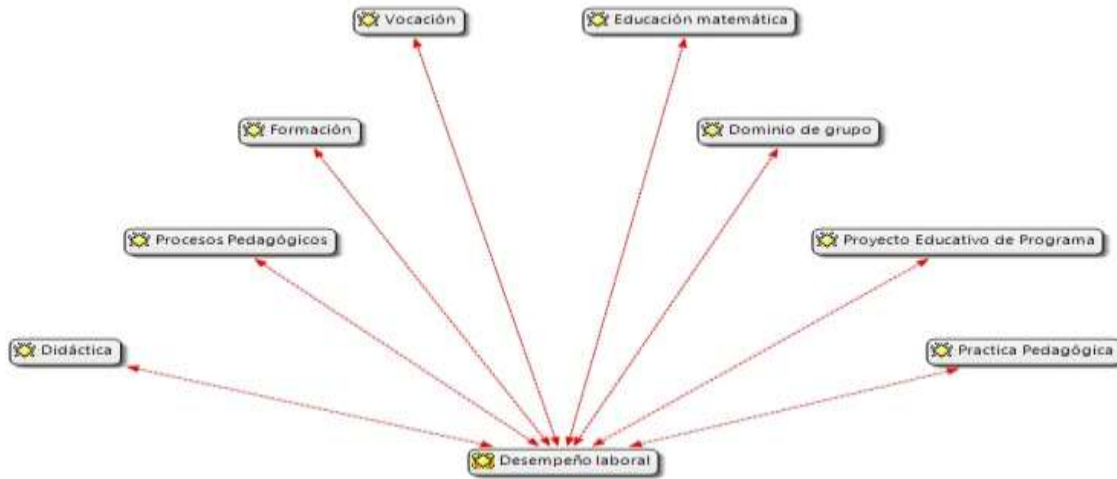 Vocación
Educación matemática
Formación
Dominio de grupo
Procesos Pedagógicos
Proyecto Educativo de Programa
Didáctica
Practica Pedagógica
Desempeño laboral